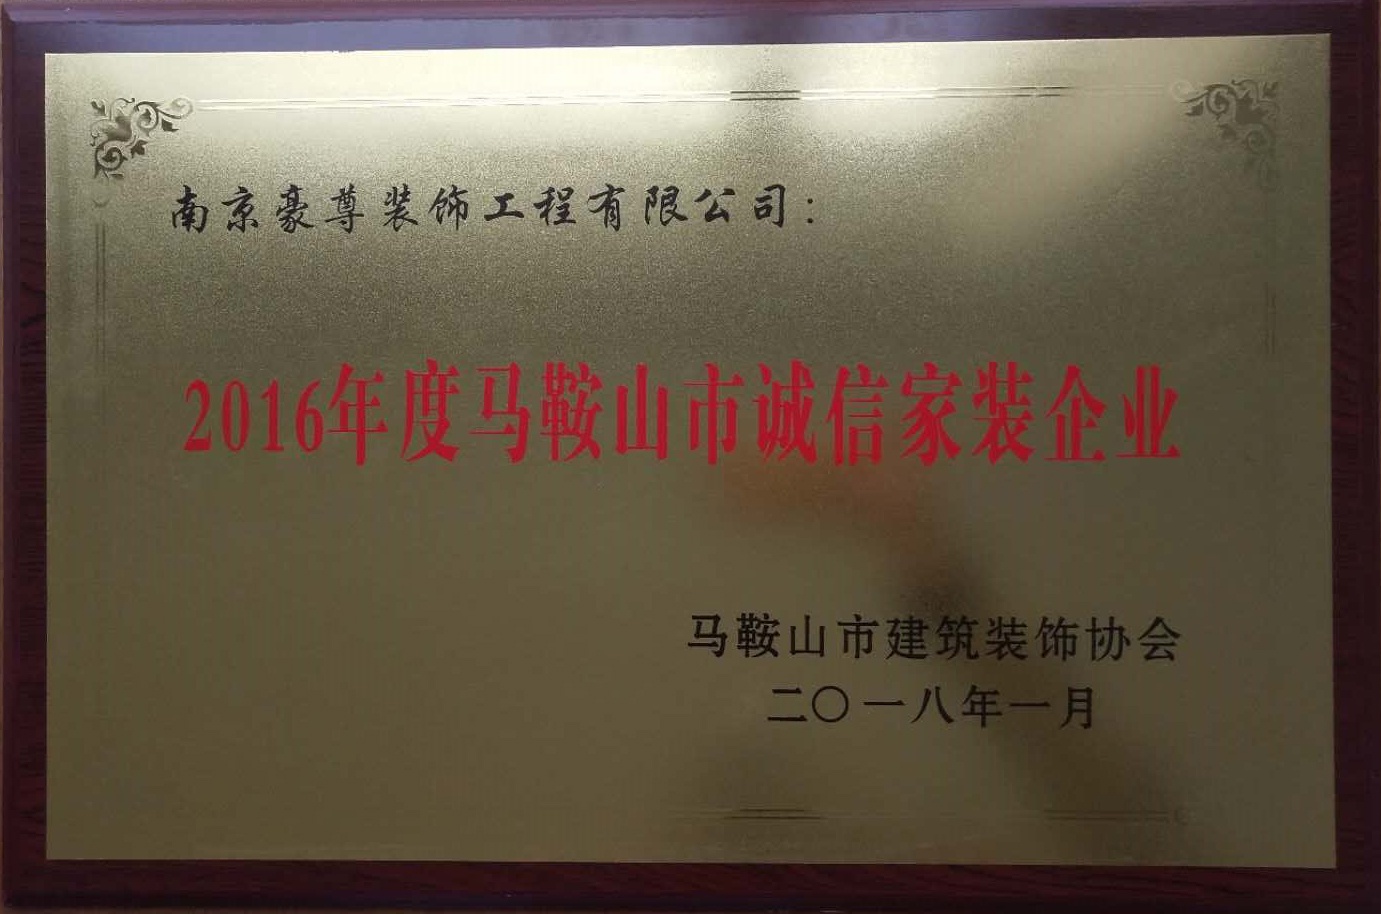 南京豪尊装饰工程有限公司：
2016年度马鞍山市诚信家装企业
马鞍山市建筑装饰协会
二〇一八年一月